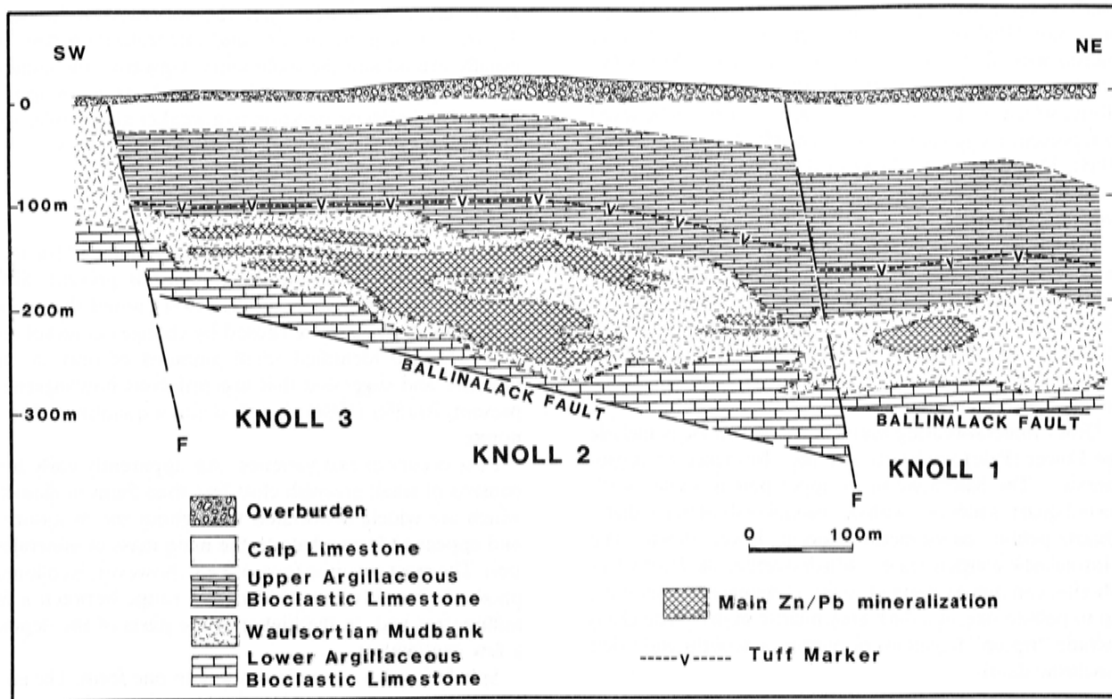 SW
NE
0
100m
200m
300m
V V V V V V V V V V V V
BALLINALACK FAULT
BALLINALACK FAULT
KNOLL 3
KNOLL 2
KNOLL 1
F
F
Overburden
Calp Limestone
Upper Argillaceous
Bioclastic Limestone
Waulsortian Mudbank
Lower Argillaceous
Bioclastic Limestone
100m
Main Zn/Pb mineralization
V Tuff Marker